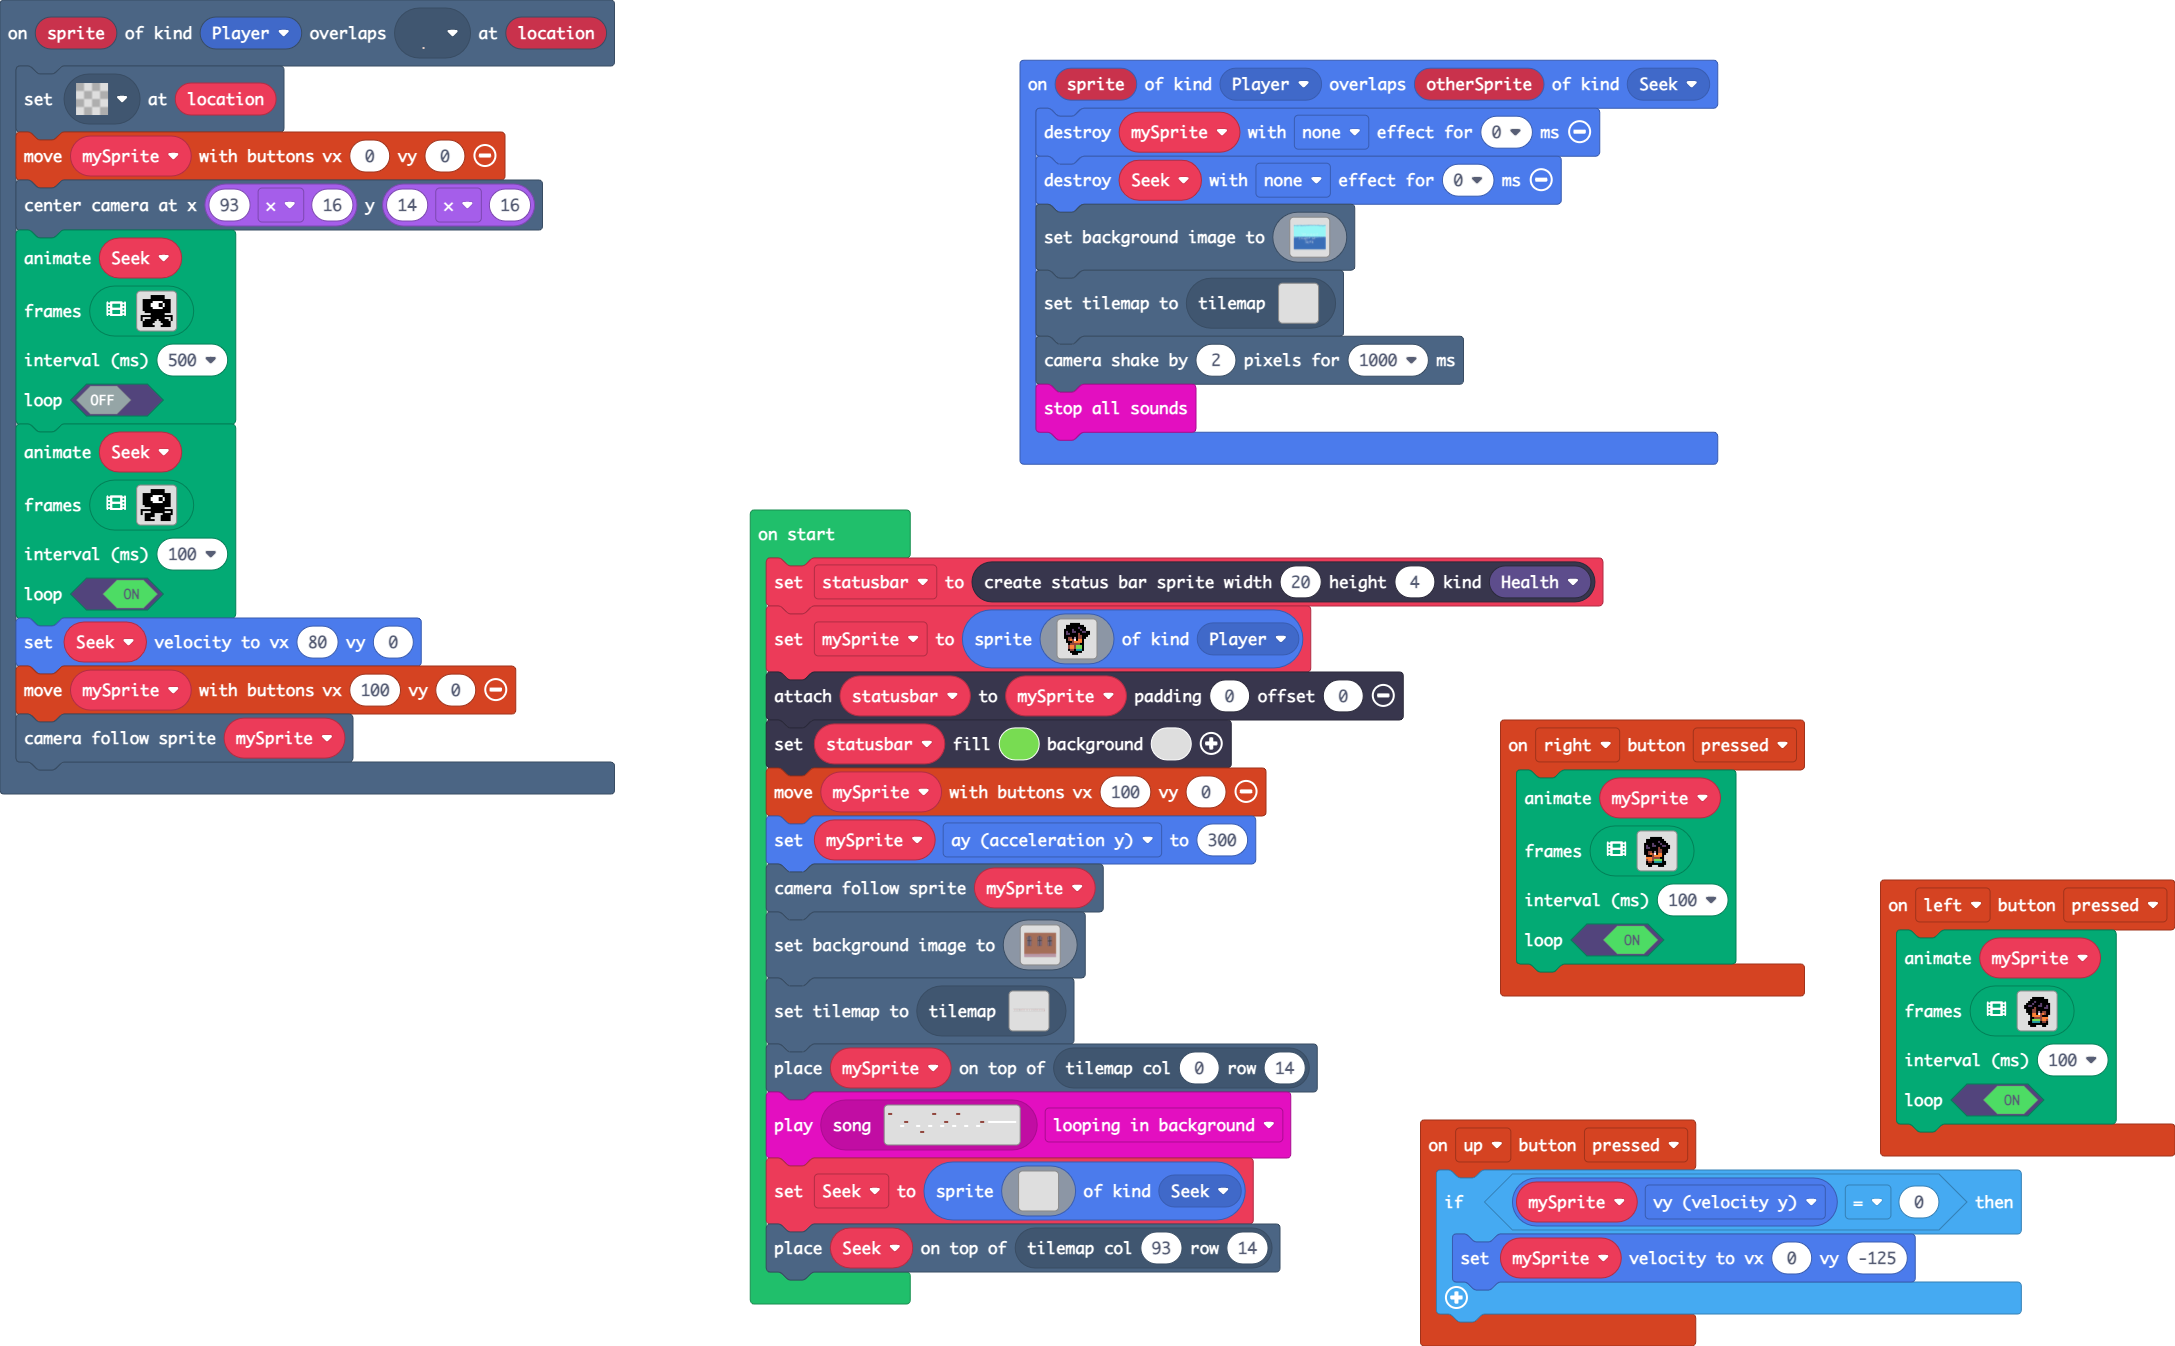 on sprite of kind Player overlaps at location
set at location
move mySprite with buttons vx 0 vy 0
center camera at x 93 × 16 y 14 × 16
animate Seek
frames
interval (ms) 500
loop OFF
animate Seek
frames
interval (ms) 100
loop ON
set Seek velocity to vx 80 vy 0
move mySprite with buttons vx 100 vy 0
camera follow sprite mySprite
on sprite of kind Player overlaps otherSprite of kind Seek
destroy mySprite with none effect for 0 ms
destroy Seek with none effect for 0 ms
set background image to
set tilemap to tilemap
camera shake by 2 pixels for 1000 ms
stop all sounds
on start
set statusbar to create status bar sprite width 20 height 4 kind Health
set mySprite to sprite of kind Player
attach statusbar to mySprite padding 0 offset 0
set statusbar fill background
move mySprite with buttons vx 100 vy 0
set mySprite ay (acceleration y) to 300
camera follow sprite mySprite
set background image to
set tilemap to tilemap
place mySprite on top of tilemap col 0 row 14
play song looping in background
set Seek to sprite of kind Seek
place Seek on top of tilemap col 93 row 14
on right button pressed
animate mySprite
frames
interval (ms) 100
loop ON
on left button pressed
animate mySprite
frames
interval (ms) 100
loop ON
on up button pressed
if mySprite vy (velocity y) = 0 then
set mySprite velocity to vx 0 vy -125